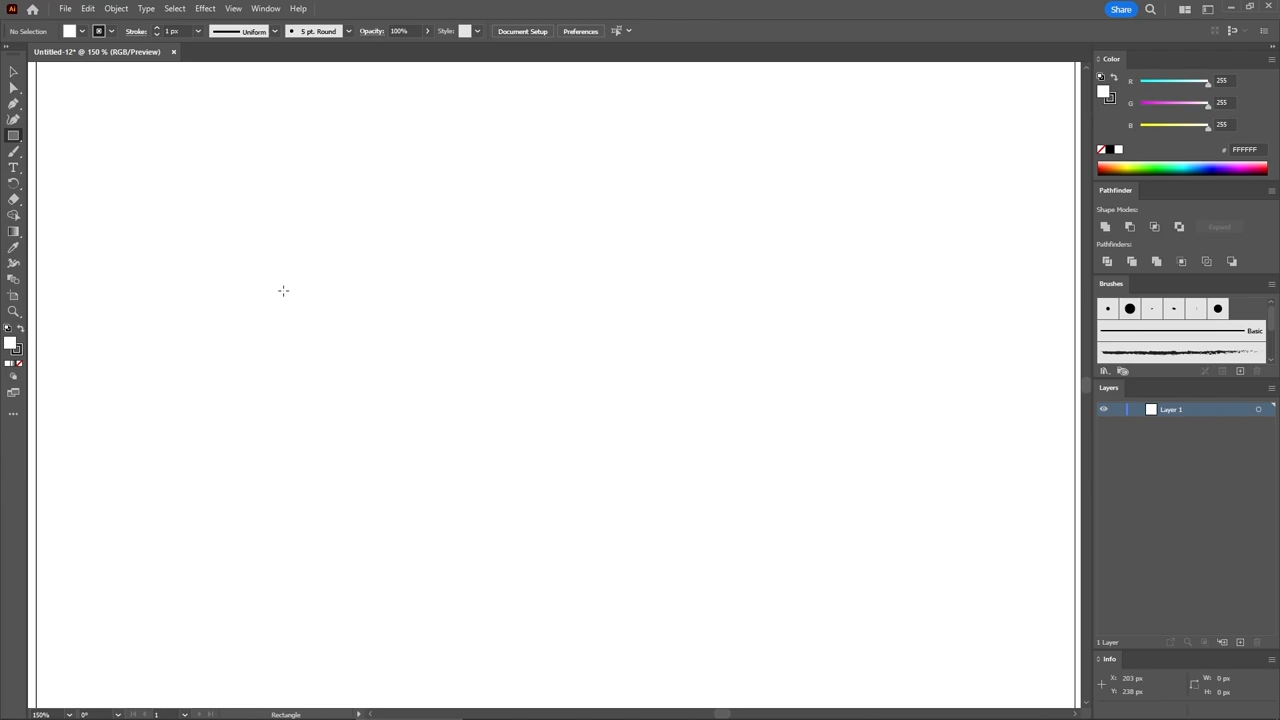 Ai File Edit Object Type Select Effect View Window Help Share
No Selection Stroke: 1 px Uniform 5 pt. Round Opacity: 100% Style: Document Setup Preferences
Untitled-12* @ 150 % (RGB/Preview) ×
Color
R 255
G 255
B 255
# FFFFFF
Pathfinder
Shape Modes:
Expand
Pathfinders:
Brushes
Basic
Layers
Layer 1
1 Layer
Info
X: 203 px W: 0 px
Y: 238 px H: 0 px
150% 0° 1 Rectangle